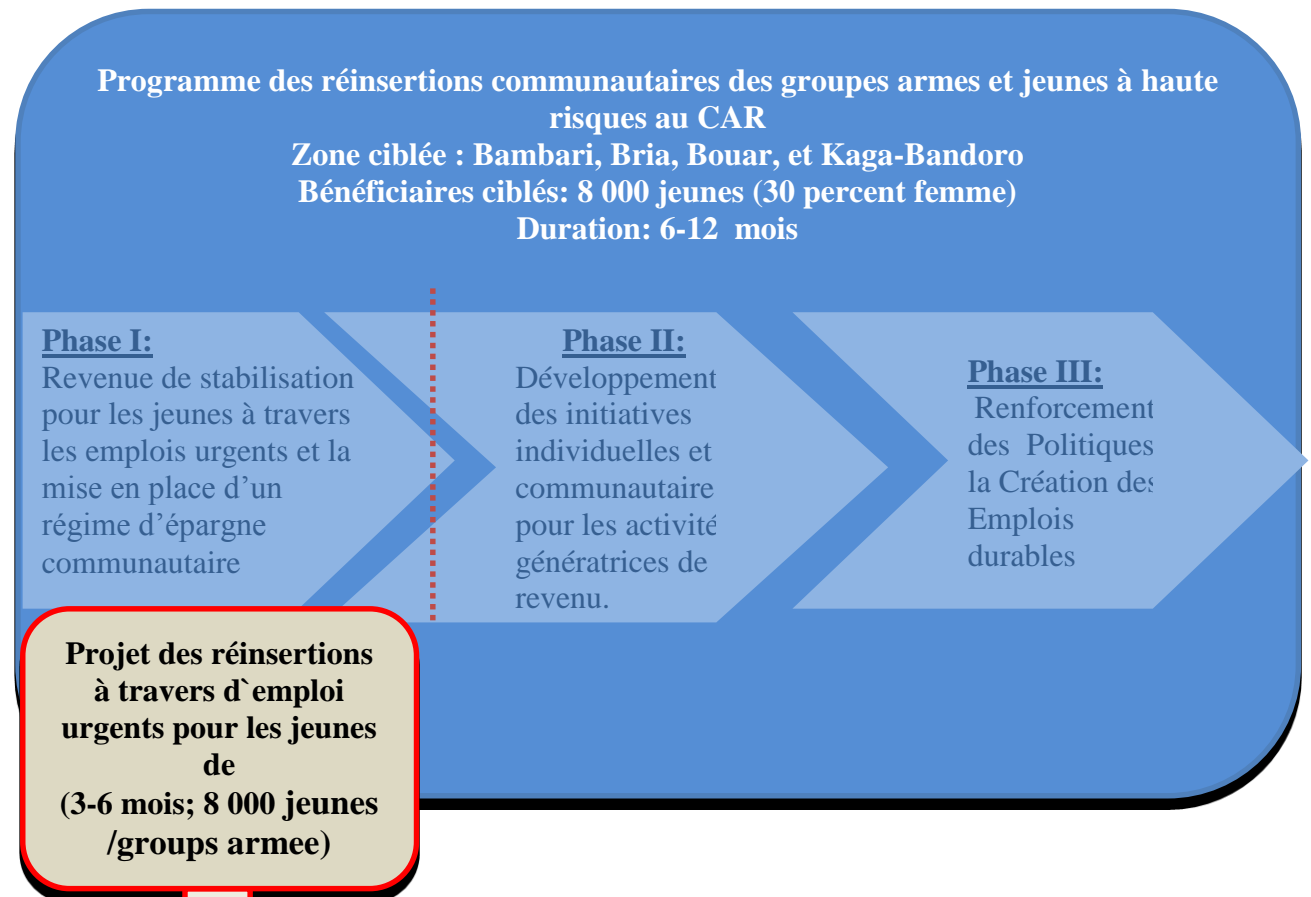 Programme des réinsertions communautaires des groupes armes et jeunes à haute
risques au CAR
Zone ciblée : Bambari, Bria, Bouar, et Kaga-Bandoro
Bénéficiaires ciblés: 8 000 jeunes (30 percent femme)
Duration: 6-12 mois
Phase I:
Revenue de stabilisation
pour les jeunes à travers
les emplois urgents et la
mise en place d’un
régime d’épargne
communautaire
Phase II:
Développement
des initiatives
individuelles et
communautaire
pour les activité
génératrices de
revenu.
Phase III:
Renforcement
des Politiques
la Création des
Emplois
durables
Projet des réinsertions
à travers d`emploi
urgents pour les jeunes
de
(3-6 mois; 8 000 jeunes
/groups armee)